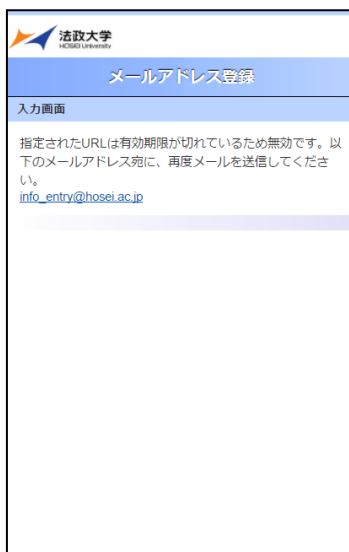 法政大学
HOSEI University
メールアドレス登録
入力画面
指定されたURLは有効期限が切れているため無効です。以
下のメールアドレス宛に、再度メールを送信してくださ
い。
info_entry@hosei.ac.jp